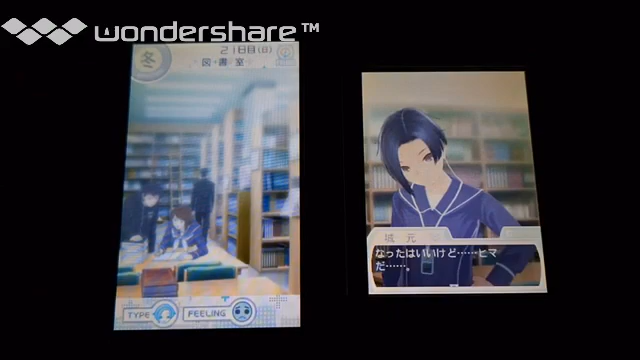 wondershare™
冬
21日目(日)
図・書・室
TYPE
FEELING
城 元
なったはいいけど……ヒマ
だ……。